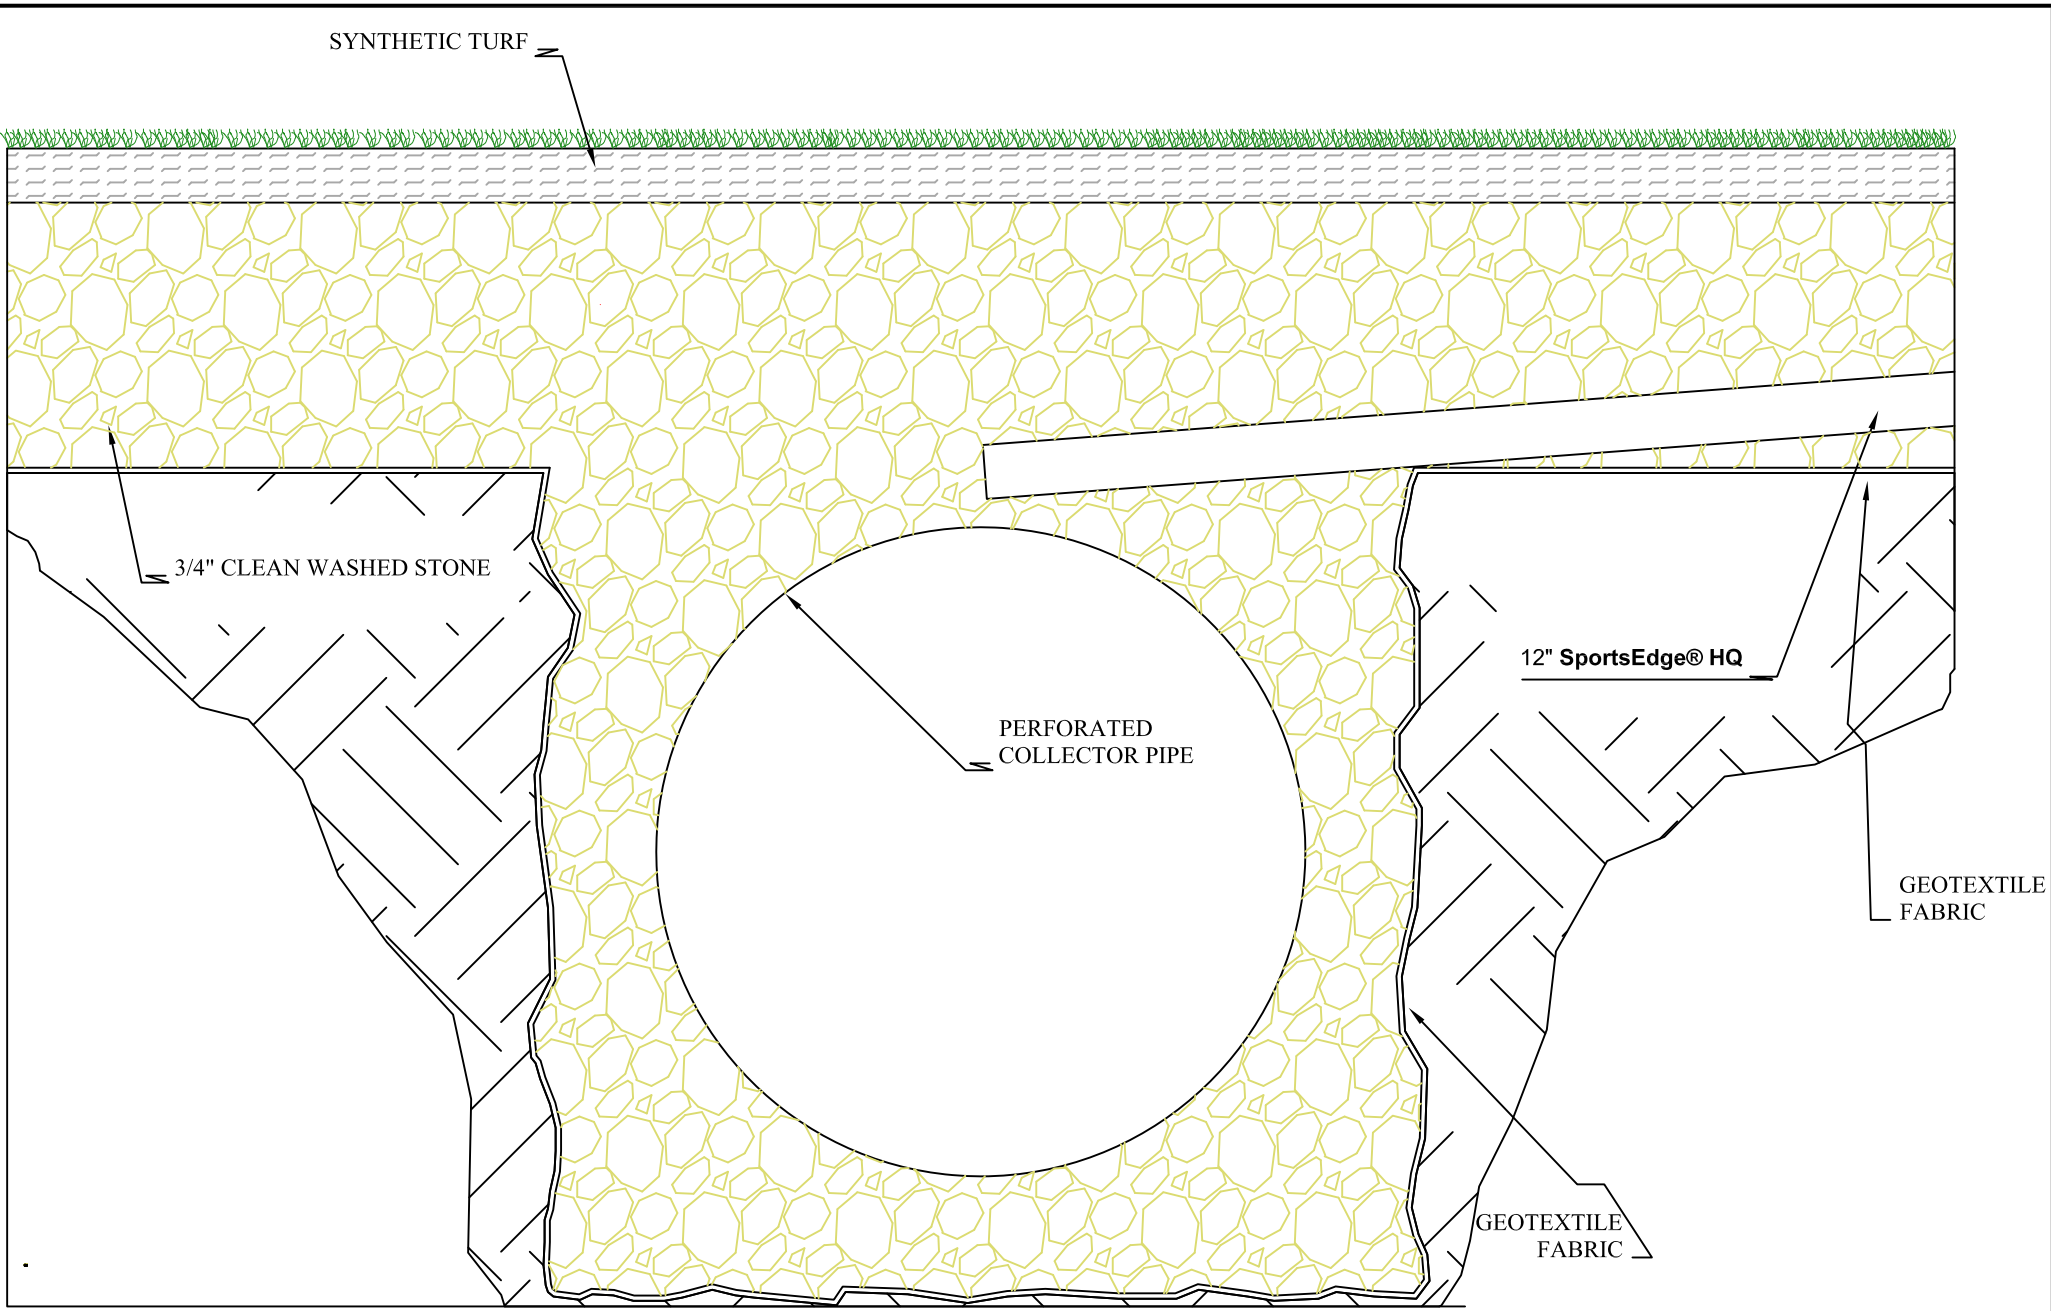 SYNTHETIC TURF
3/4" CLEAN WASHED STONE
12" SportsEdge® HQ
PERFORATED
COLLECTOR PIPE
GEOTEXTILE
FABRIC
GEOTEXTILE
FABRIC